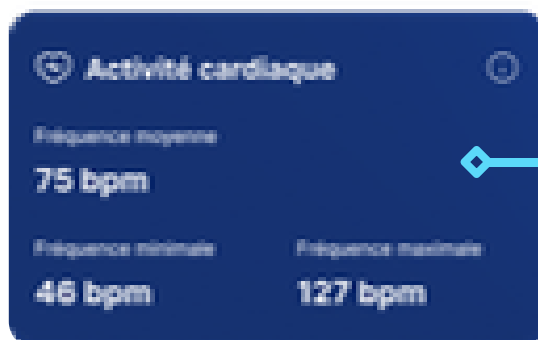 Activité cardiaque
Fréquence moyenne
75 bpm
Fréquence minimale
Fréquence maximale
46 bpm
127 bpm